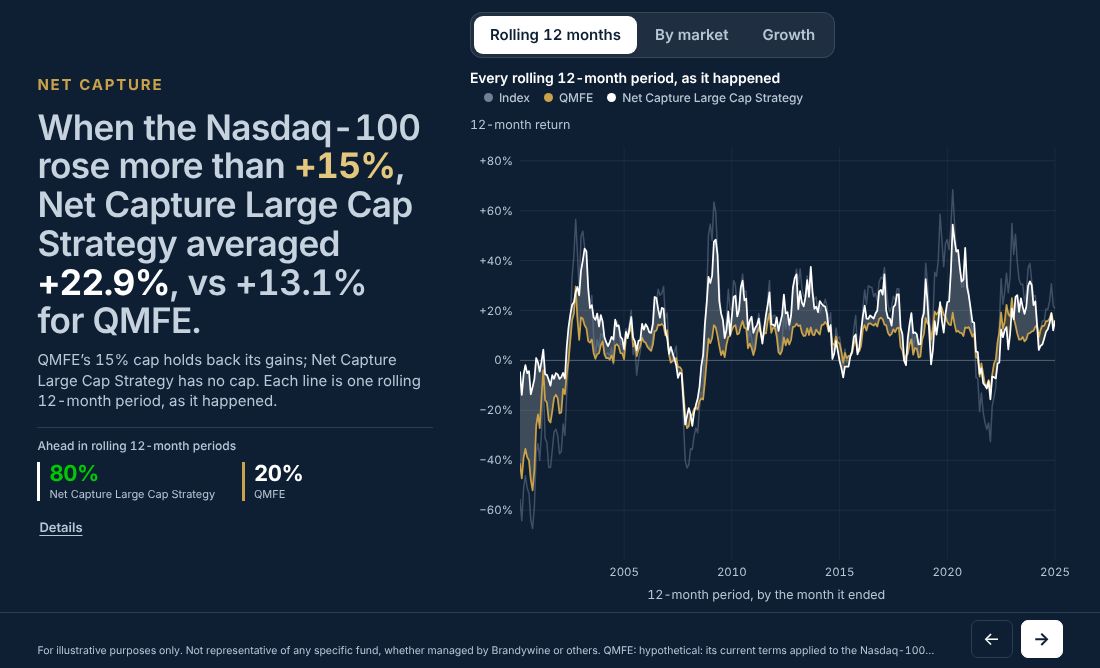 Rolling 12 months By market Growth
NET CAPTURE
When the Nasdaq-100
rose more than +15%,
Net Capture Large Cap
Strategy averaged
+22.9%, vs +13.1%
for QMFE.
QMFE's 15% cap holds back its gains; Net Capture
Large Cap Strategy has no cap. Each line is one rolling
12-month period, as it happened.
Ahead in rolling 12-month periods
80% 20%
Net Capture Large Cap Strategy QMFE
Details
Every rolling 12-month period, as it happened
Index QMFE Net Capture Large Cap Strategy
12-month return
+80%
+60%
+40%
+20%
0%
−20%
−40%
−60%
2005 2010 2015 2020 2025
12-month period, by the month it ended
For illustrative purposes only. Not representative of any specific fund, whether managed by Brandywine or others. QMFE: hypothetical: its current terms applied to the Nasdaq-100…